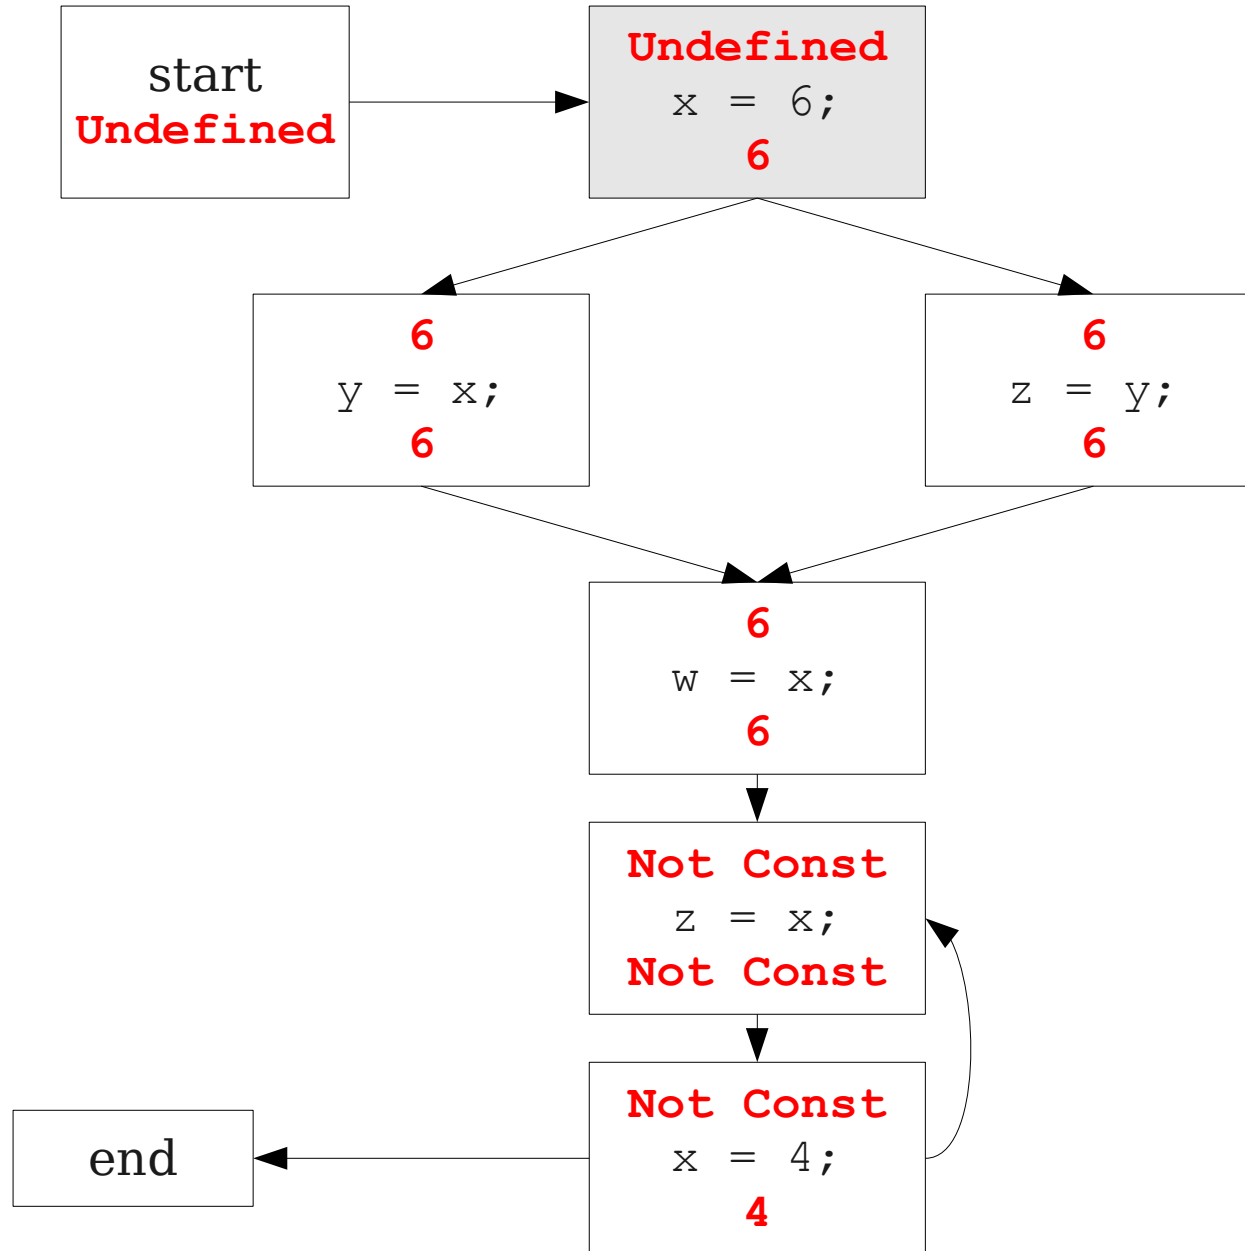 start
Undefined
Undefined
x = 6;
6
6
y = x;
6
6
z = y;
6
6
w = x;
6
Not Const
z = x;
Not Const
Not Const
x = 4;
4
end